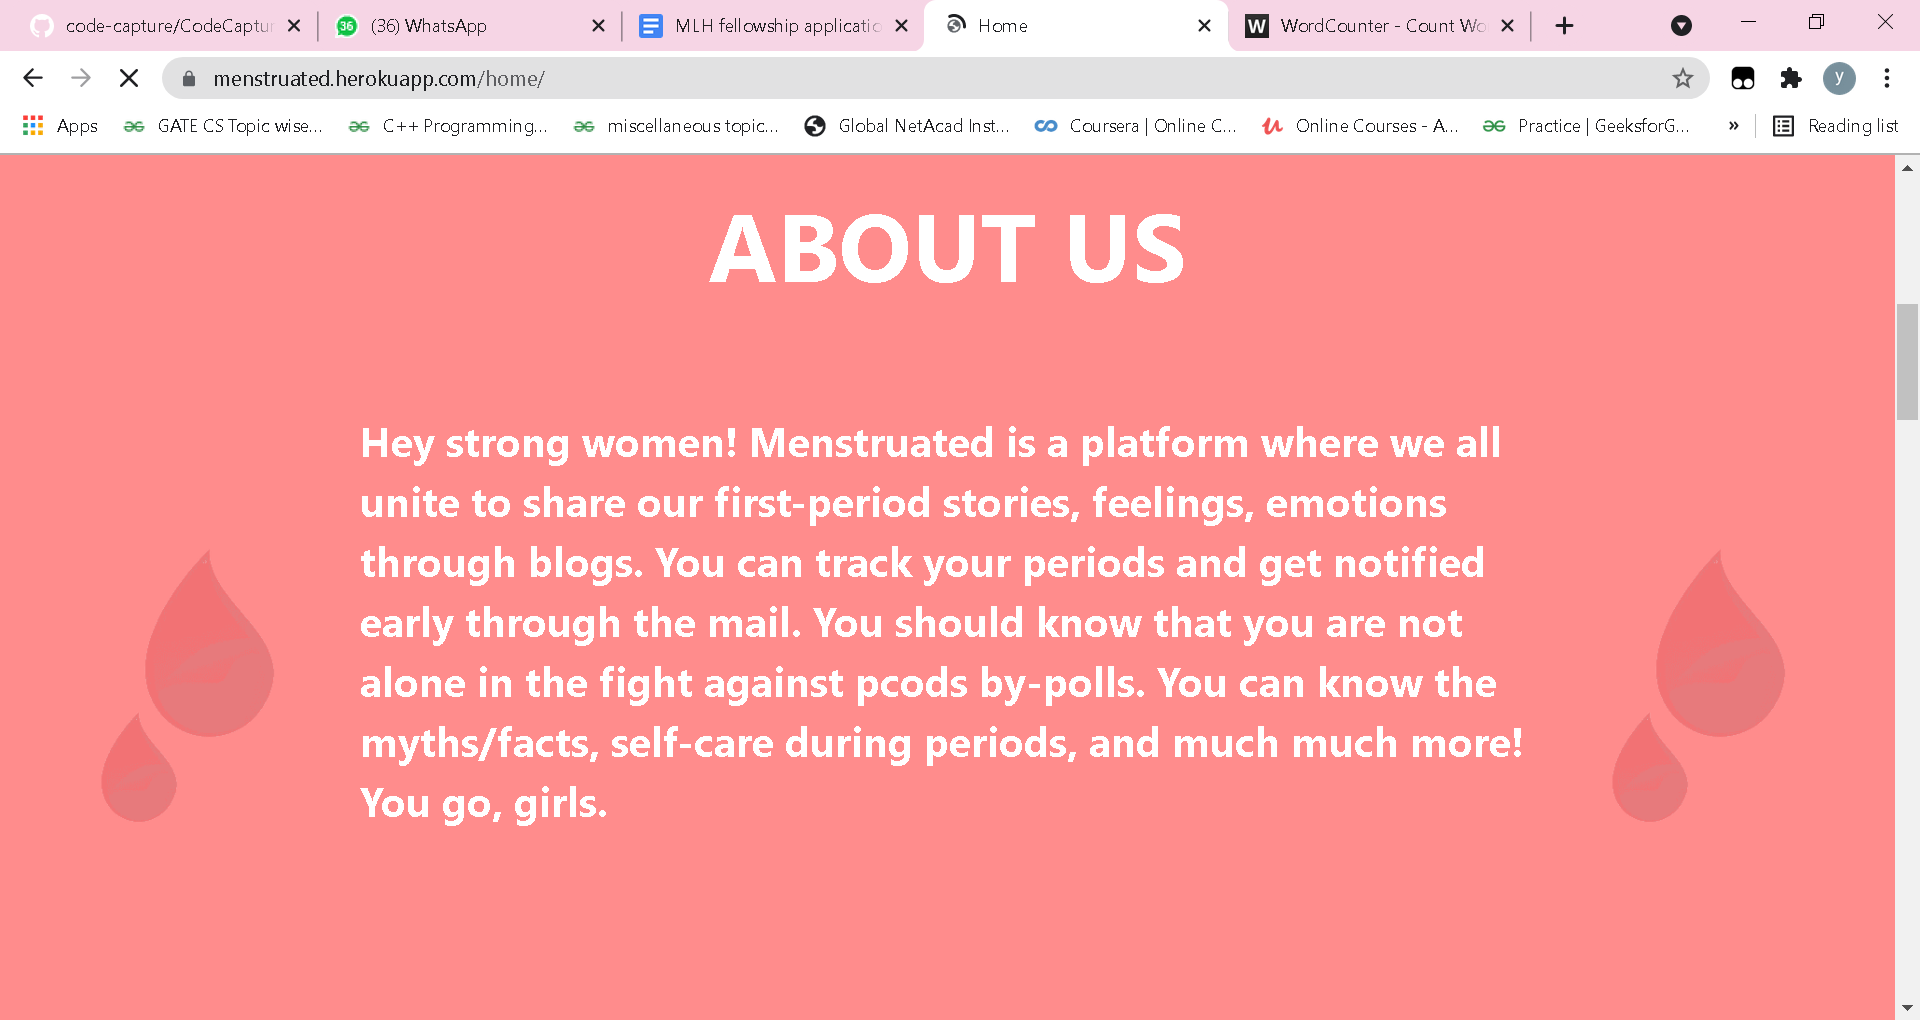 code-capture/CodeCaptur
36 (36) WhatsApp
MLH fellowship applicatio
Home
W WordCounter - Count Wo
menstruated.herokuapp.com/home/
y
Apps
GATE CS Topic wise...
C++ Programming...
miscellaneous topic...
Global NetAcad Inst...
Coursera | Online C...
Online Courses - A...
Practice | GeeksforG...
»
Reading list
ABOUT US
Hey strong women! Menstruated is a platform where we all
unite to share our first-period stories, feelings, emotions
through blogs. You can track your periods and get notified
early through the mail. You should know that you are not
alone in the fight against pcods by-polls. You can know the
myths/facts, self-care during periods, and much much more!
You go, girls.